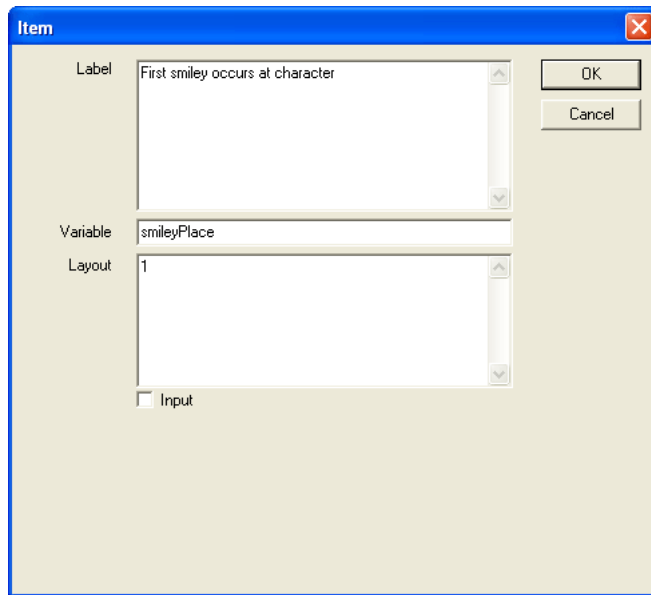 Item
Label
First smiley occurs at character
OK
Cancel
Variable
smileyPlace
Layout
1
Input